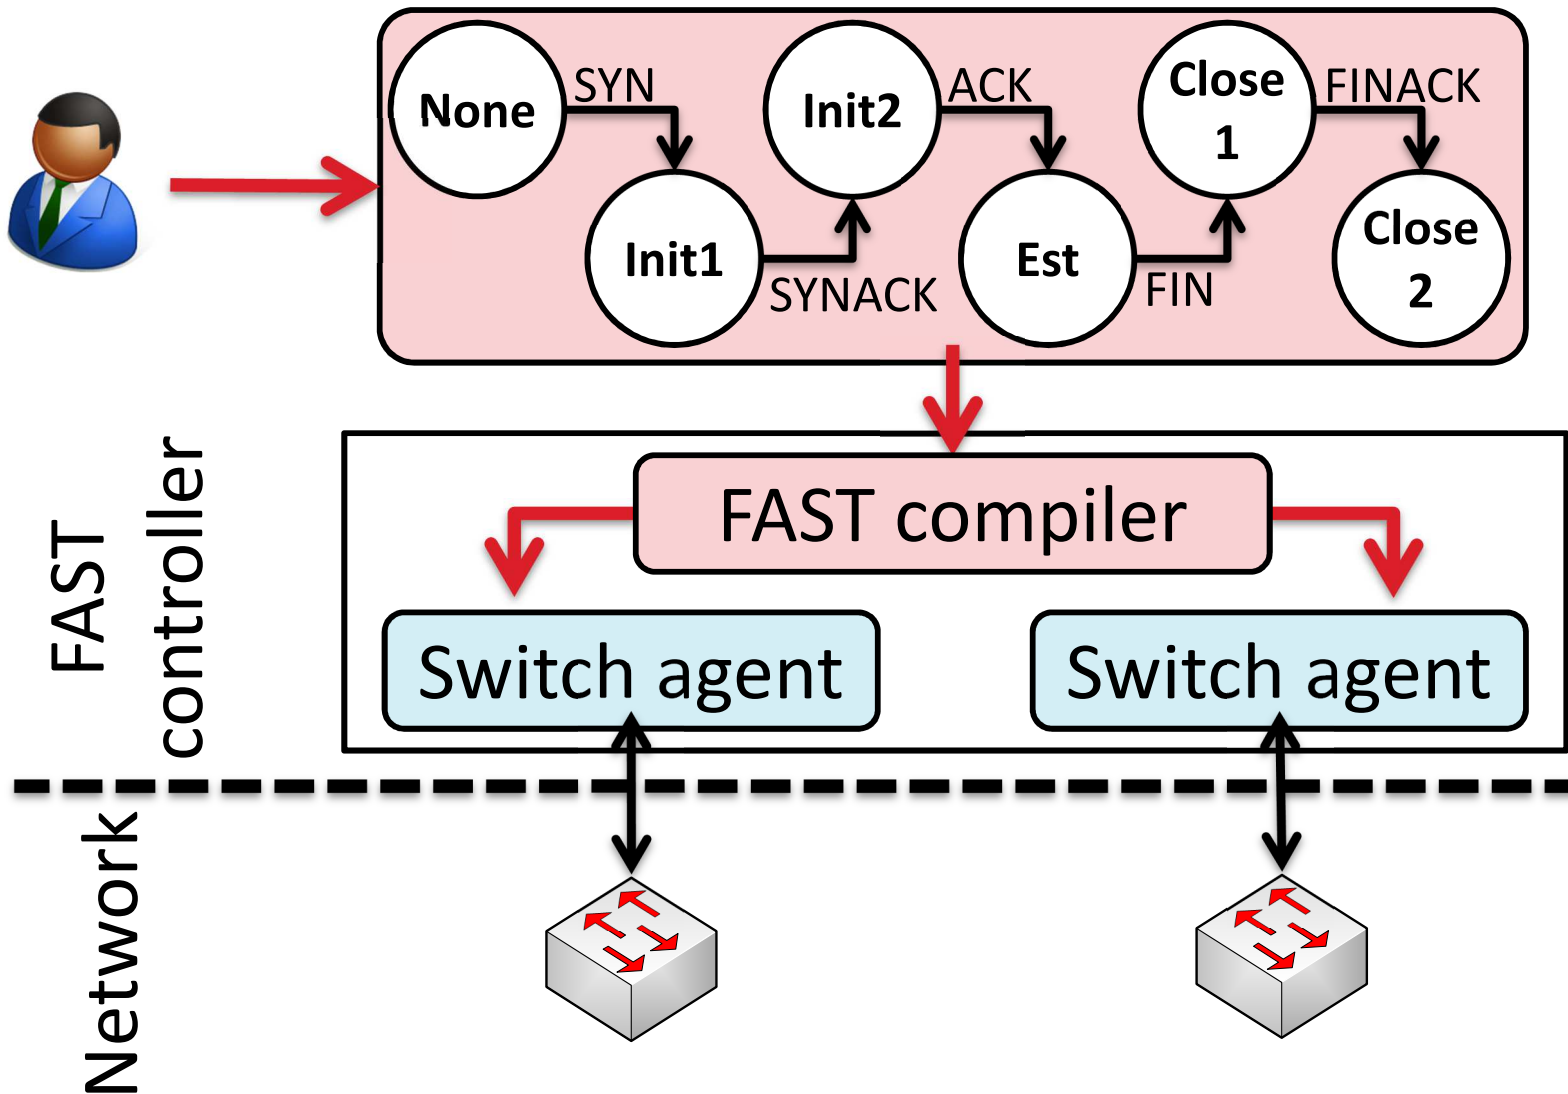 None
SYN
Init1
SYNACK
Init2
ACK
Est
FIN
Close
1
FINACK
Close
2
FAST
controller
FAST compiler
Switch agent
Switch agent
Network